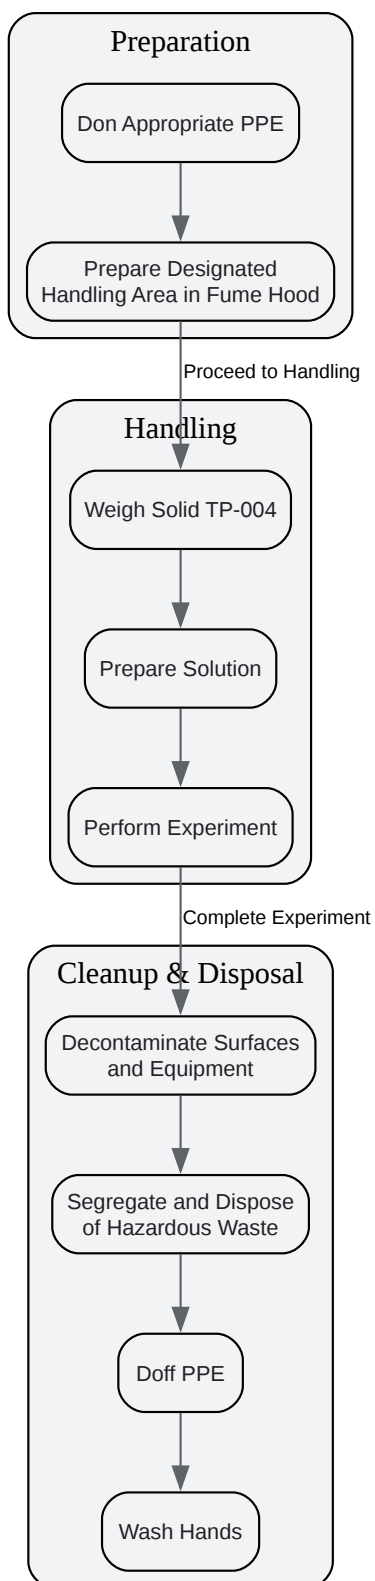 Preparation
Don Appropriate PPE
Prepare Designated
Handling Area in Fume Hood
Proceed to Handling
Handling
Weigh Solid TP-004
Prepare Solution
Perform Experiment
Complete Experiment
Cleanup & Disposal
Decontaminate Surfaces
and Equipment
Segregate and Dispose
of Hazardous Waste
Doff PPE
Wash Hands